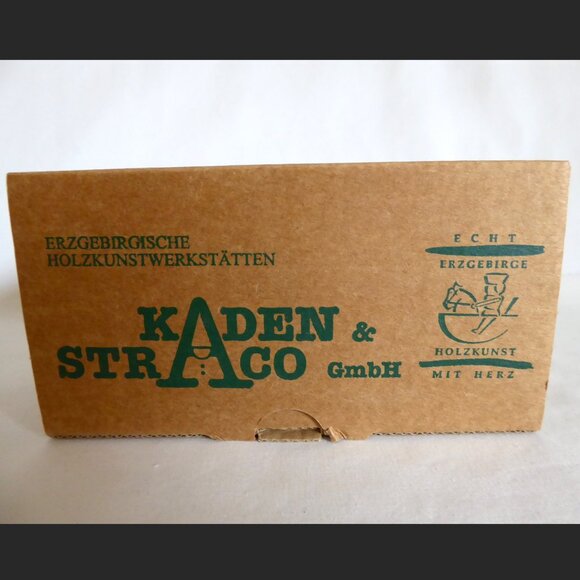 ERZGEBIRGISCHE
HOLZKUNSTWERKSTÄTTEN
KADEN &
STRACO GmbH
ECHT
ERZGEBIRGE
HOLZKUNST
MIT HERZ